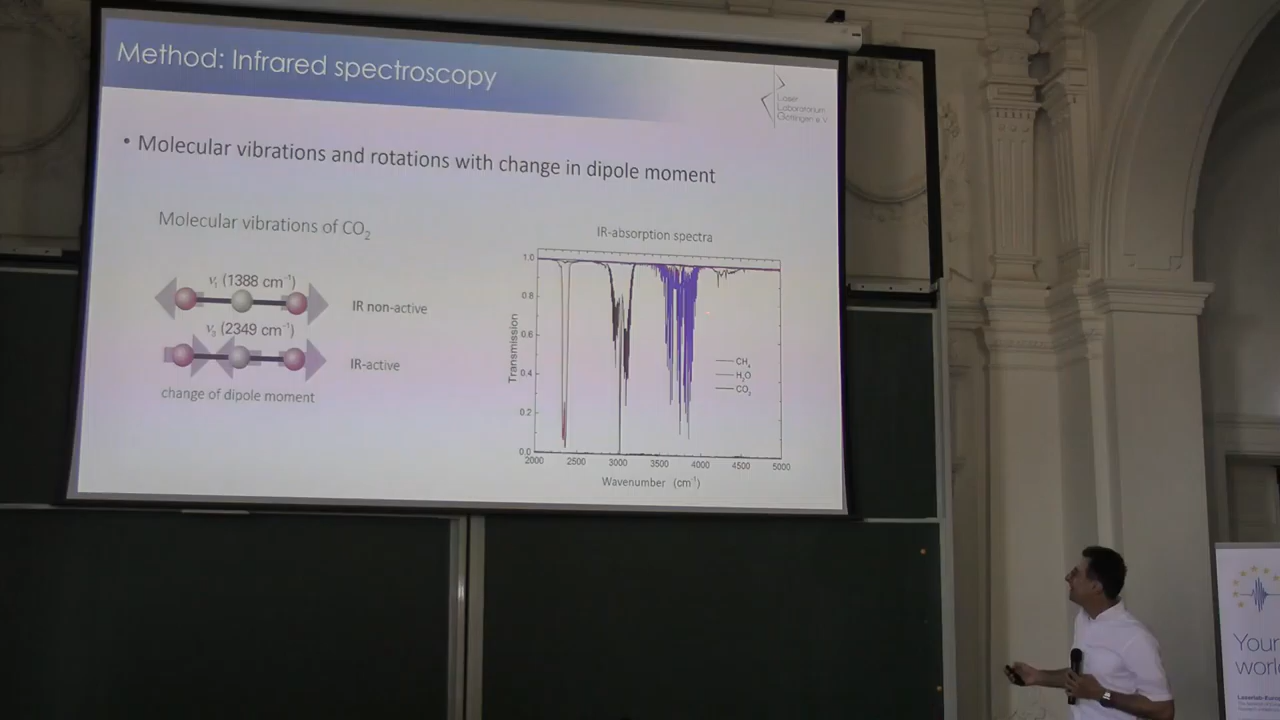 Method: Infrared spectroscopy
Laser
Laboratorium
Göttingen e.V.
• Molecular vibrations and rotations with change in dipole moment
Molecular vibrations of CO₂
ν₁ (1388 cm⁻¹)
IR non-active
ν₃ (2349 cm⁻¹)
IR-active
change of dipole moment
IR-absorption spectra
1.0
0.8
0.6
0.4
0.2
0.0
Transmission
CH₄
H₂O
CO₂
2000 2500 3000 3500 4000 4500 5000
Wavenumber (cm⁻¹)
Your
worl